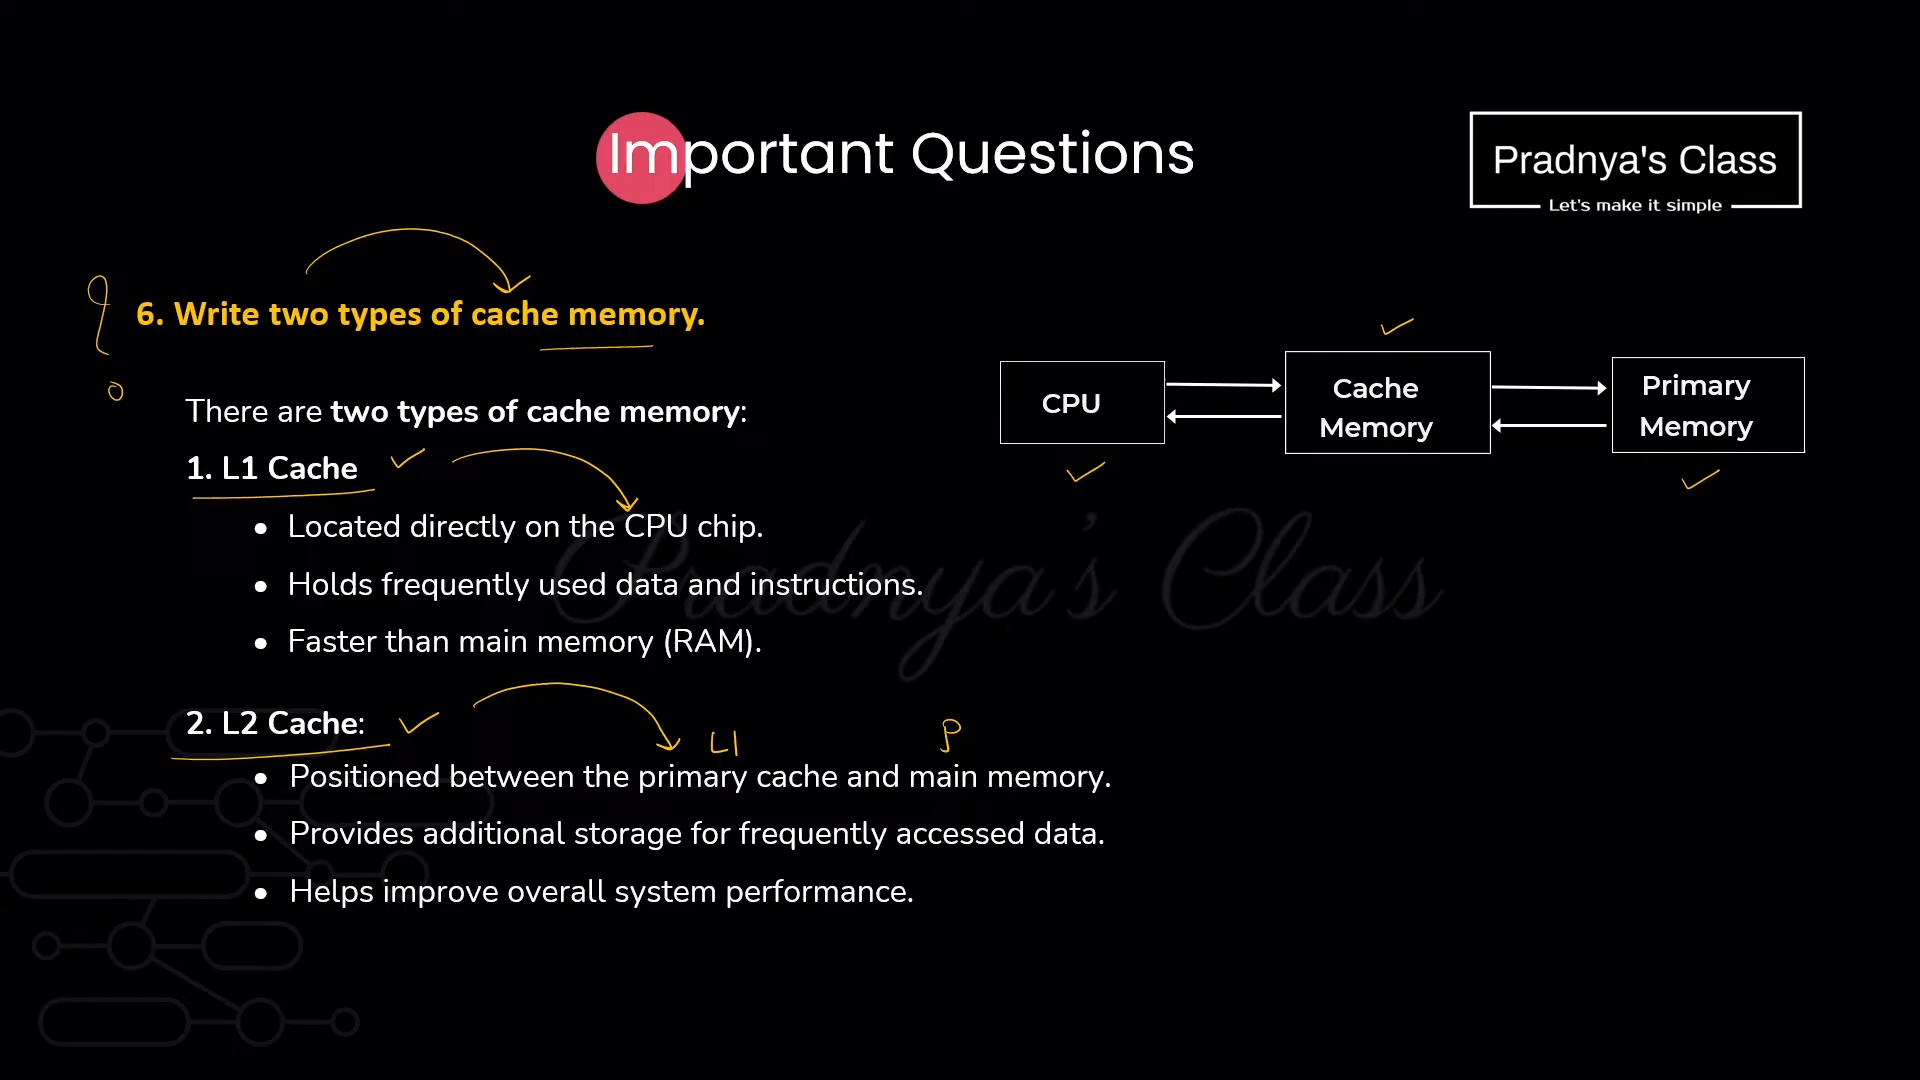 Important Questions
Pradnya's Class
Let's make it simple
6. Write two types of cache memory.
There are two types of cache memory:
1. L1 Cache
• Located directly on the CPU chip.
• Holds frequently used data and instructions.
• Faster than main memory (RAM).
2. L2 Cache:
L1 P
• Positioned between the primary cache and main memory.
• Provides additional storage for frequently accessed data.
• Helps improve overall system performance.
CPU
Cache
Memory
Primary
Memory
Pradnya's Class